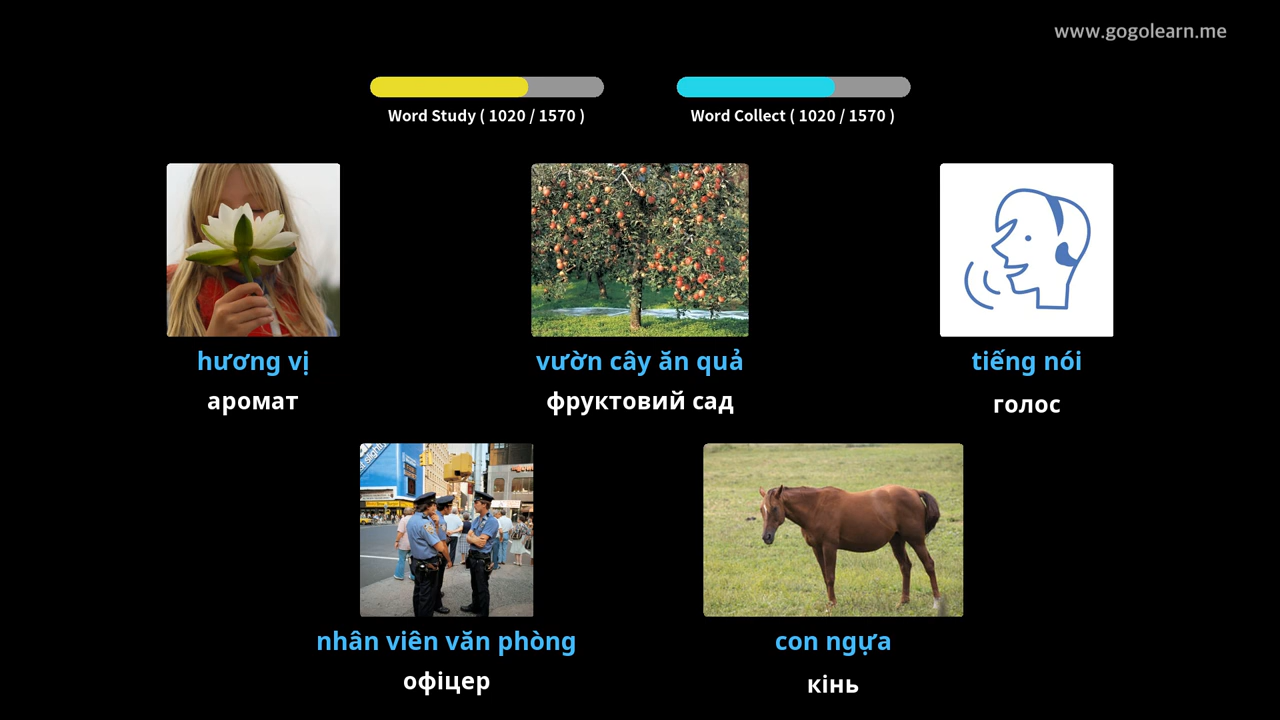 www.gogolearn.me
Word Study ( 1020 / 1570 )
Word Collect ( 1020 / 1570 )
hương vị
аромат
vườn cây ăn quả
фруктовий сад
tiếng nói
голос
nhân viên văn phòng
офіцер
con ngựa
кінь